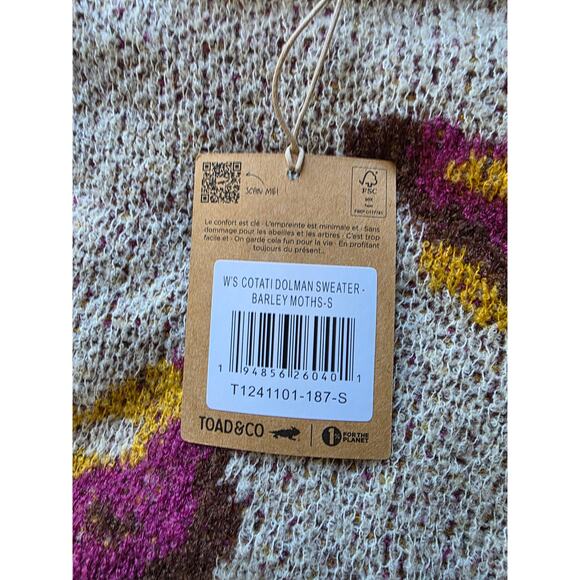 SCAN ME!
FSC
Le confort est clé · L'empreinte est minimale et · Sans
dommage pour les abeilles et les arbres · C'est trop
facile et · On garde cela fun pour la vie · En profitant
toujours du présent...
W'S COTATI DOLMAN SWEATER -
BARLEY MOTHS-S
1 94856 26040 1
T1241101-187-S
TOAD&CO
1% FOR THE
PLANET